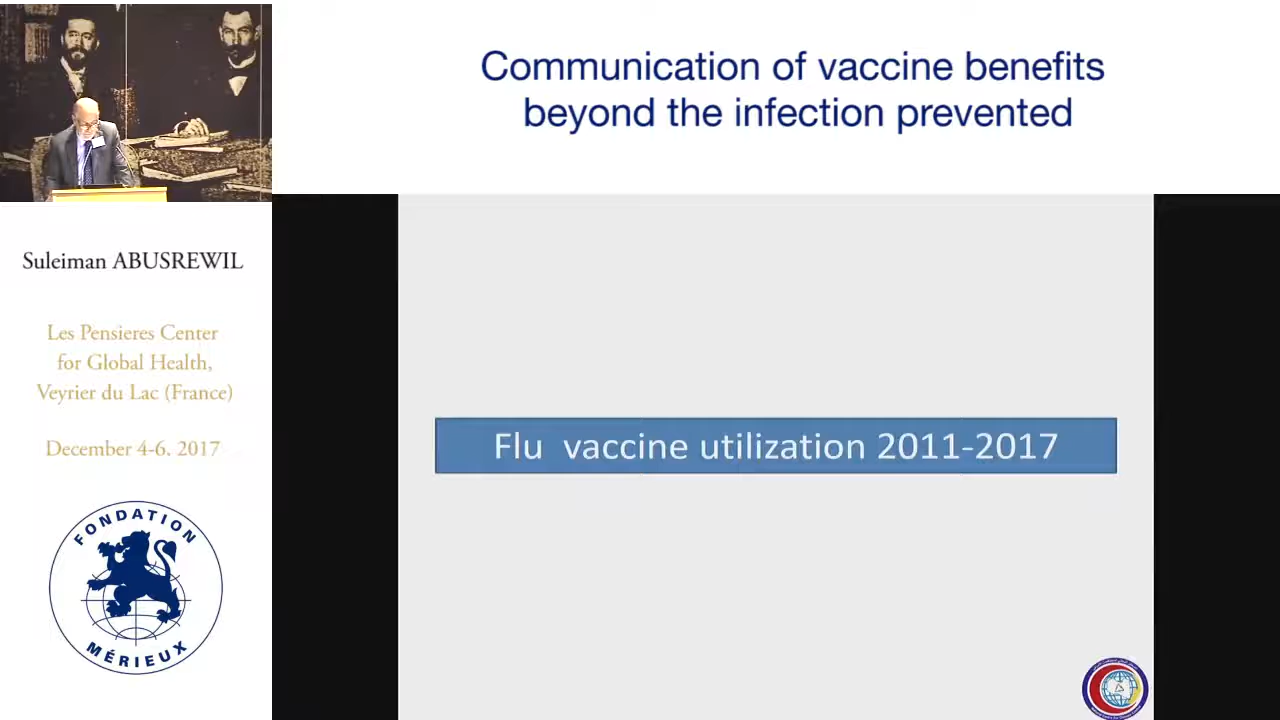 Communication of vaccine benefits
beyond the infection prevented
Suleiman ABUSREWIL
Les Pensieres Center
for Global Health,
Veyrier du Lac (France)
December 4-6. 2017
FONDATION
MÉRIEUX
Flu vaccine utilization 2011-2017